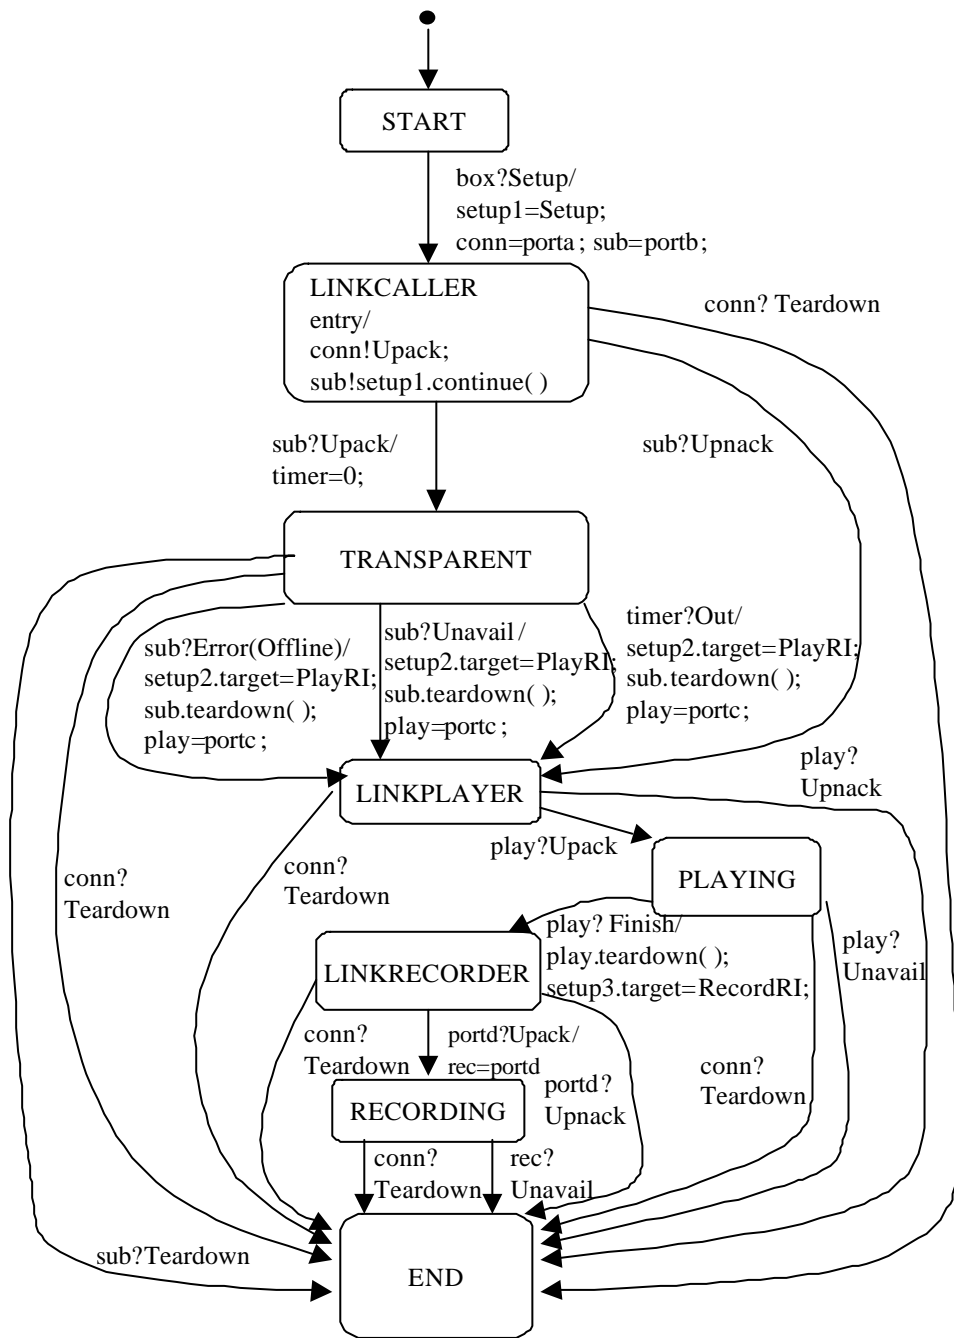 START
box?Setup/
setup1=Setup;
conn=porta; sub=portb;
LINKCALLER
entry/
conn!Upack;
sub!setup1.continue( )
conn? Teardown
sub?Upack/
timer=0;
sub?Upnack
TRANSPARENT
sub?Error(Offline)/
setup2.target=PlayRI;
sub.teardown( );
play=portc;
sub?Unavail/
setup2.target=PlayRI;
sub.teardown( );
play=portc;
timer?Out/
setup2.target=PlayRI;
sub.teardown( );
play=portc;
LINKPLAYER
play?
Upnack
play?Upack
PLAYING
conn?
Teardown
conn?
Teardown
play? Finish/
play.teardown( );
setup3.target=RecordRI;
play?
Unavail
LINKRECORDER
conn?
Teardown
portd?Upack/
rec=portd
portd?
Upnack
conn?
Teardown
RECORDING
conn?
Teardown
rec?
Unavail
sub?Teardown
END